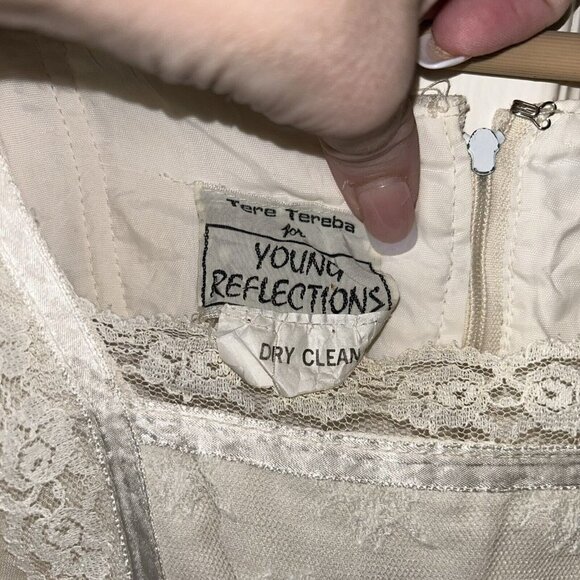 Tere Tereba
for
YOUNG
REFLECTIONS
DRY CLEAN